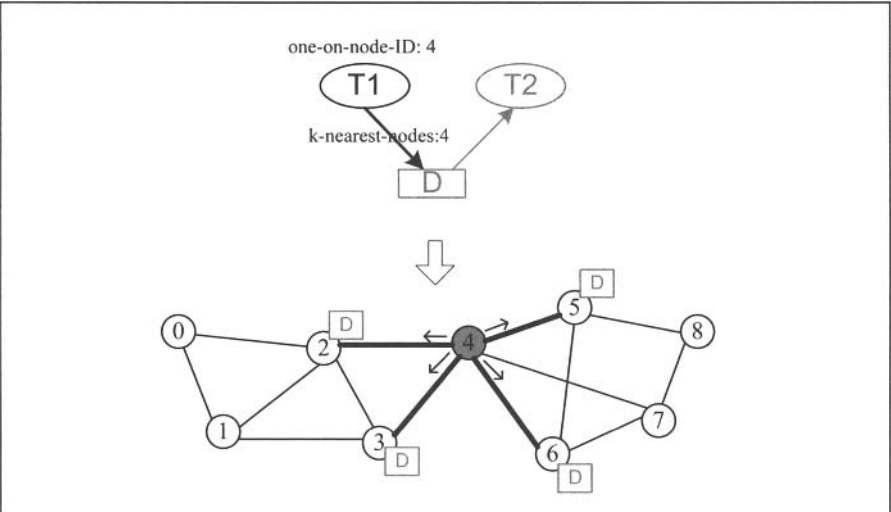 one-on-node-ID: 4
T1 T2
k-nearest-nodes:4
D
D
5
0 D 8
2 4
7
1 3
D 6
D